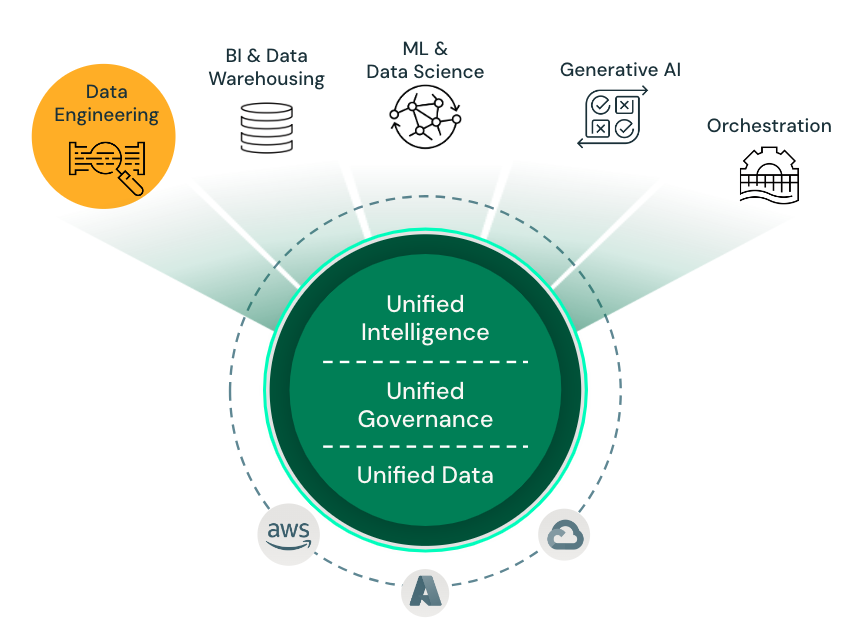 Data
Engineering
BI & Data
Warehousing
ML &
Data Science
Generative AI
Orchestration
Unified
Intelligence
Unified
Governance
Unified Data
aws